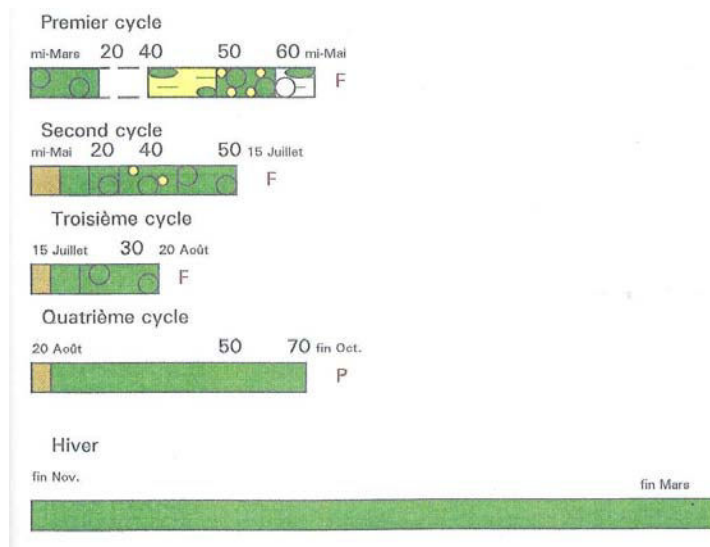 Premier cycle
mi-Mars 20 40 50 60 mi-Mai
F
Second cycle
mi-Mai 20 40 50 15 Juillet
F
Troisième cycle
15 Juillet 30 20 Août
F
Quatrième cycle
20 Août 50 70 fin Oct.
P
Hiver
fin Nov.
fin Mars